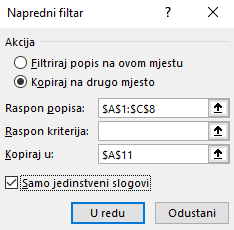 Napredni filtar
Akcija
Filtriraj popis na ovom mjestu
Kopiraj na drugo mjesto
Raspon popisa: $A$1:$C$8
Raspon kriterija:
Kopiraj u: $A$11
Samo jedinstveni slogovi
U redu Odustani